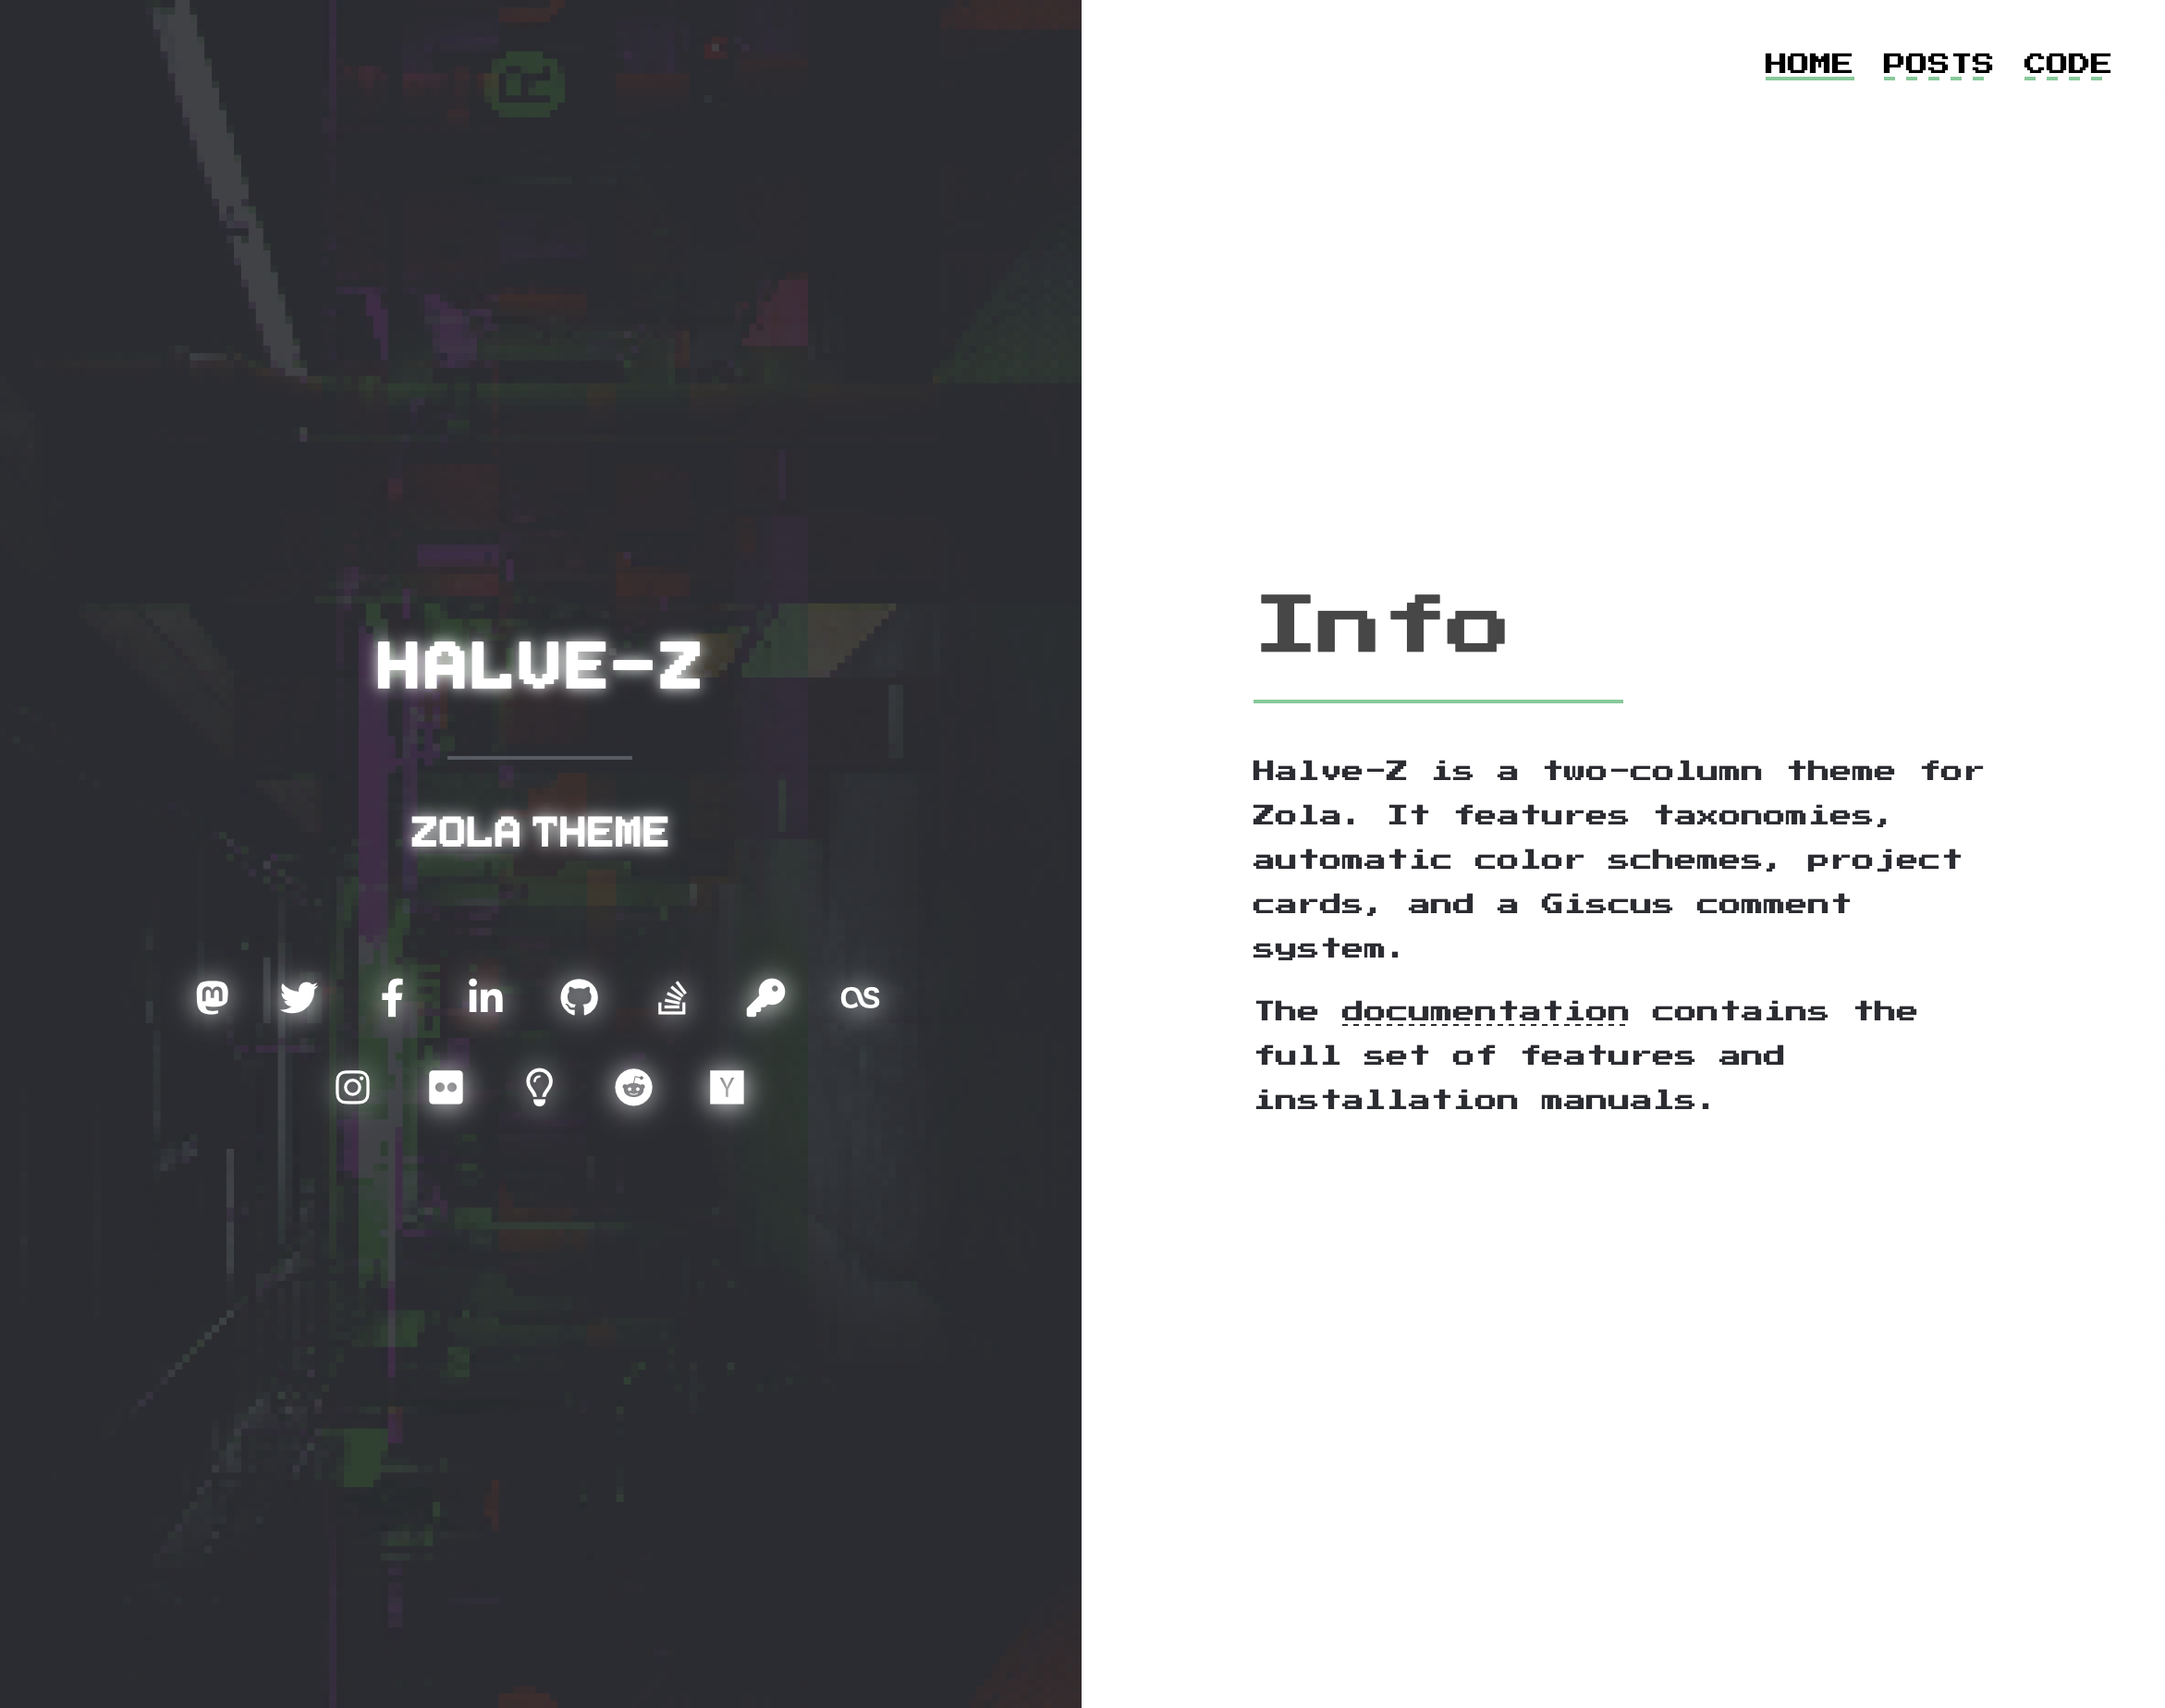 HOME POSTS CODE
HALVE-Z
ZOLA THEME
Info
Halve-Z is a two-column theme for
Zola. It features taxonomies,
automatic color schemes, project
cards, and a Giscus comment
system.
The documentation contains the
full set of features and
installation manuals.